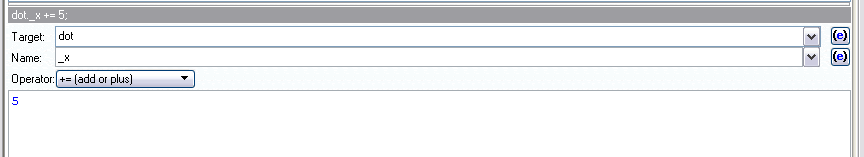 dot._x += 5;
Target: dot (e)
Name: _x (e)
Operator: += (add or plus)
5